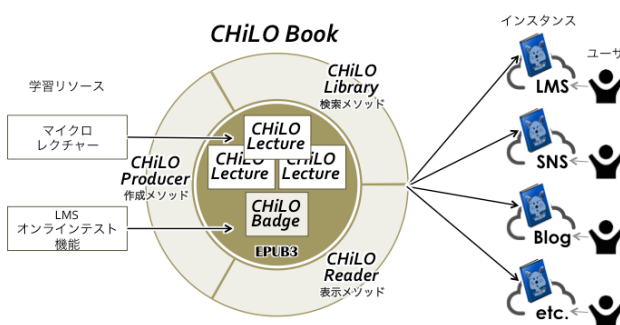 CHiLO Book
インスタンス
ユーザ
学習リソース
マイクロ
レクチャー
LMS
オンラインテスト
機能
CHiLO
Library
検索メソッド
CHiLO
Producer
作成メソッド
CHiLO
Reader
表示メソッド
CHiLO
Lecture
CHiLO
Lecture
CHiLO
Lecture
CHiLO
Badge
EPUB3
LMS
SNS
Blog
etc.